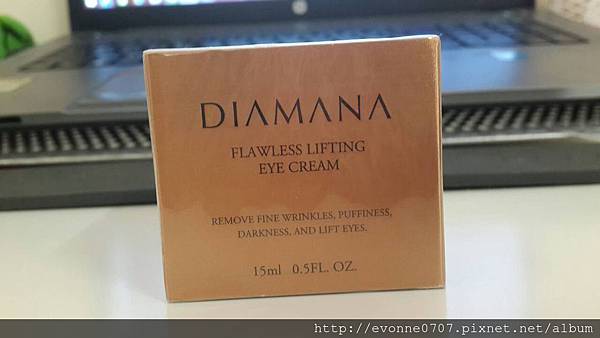 DIAMANA
FLAWLESS LIFTING
EYE CREAM
REMOVE FINE WRINKLES, PUFFINESS,
DARKNESS, AND LIFT EYES.
15ml 0.5FL. OZ.
http://evonne0707.pixnet.net/album